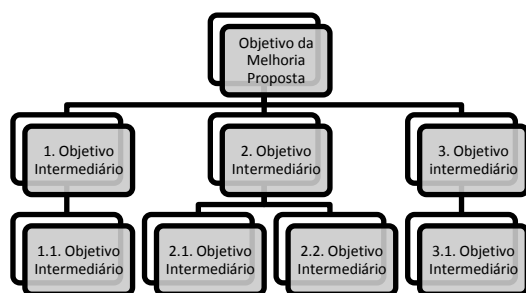 Objetivo da
Melhoria
Proposta
1. Objetivo
Intermediário
2. Objetivo
Intermediário
3. Objetivo
intermediário
1.1. Objetivo
Intermediário
2.1. Objetivo
Intermediário
2.2. Objetivo
Intermediário
3.1. Objetivo
Intermediário